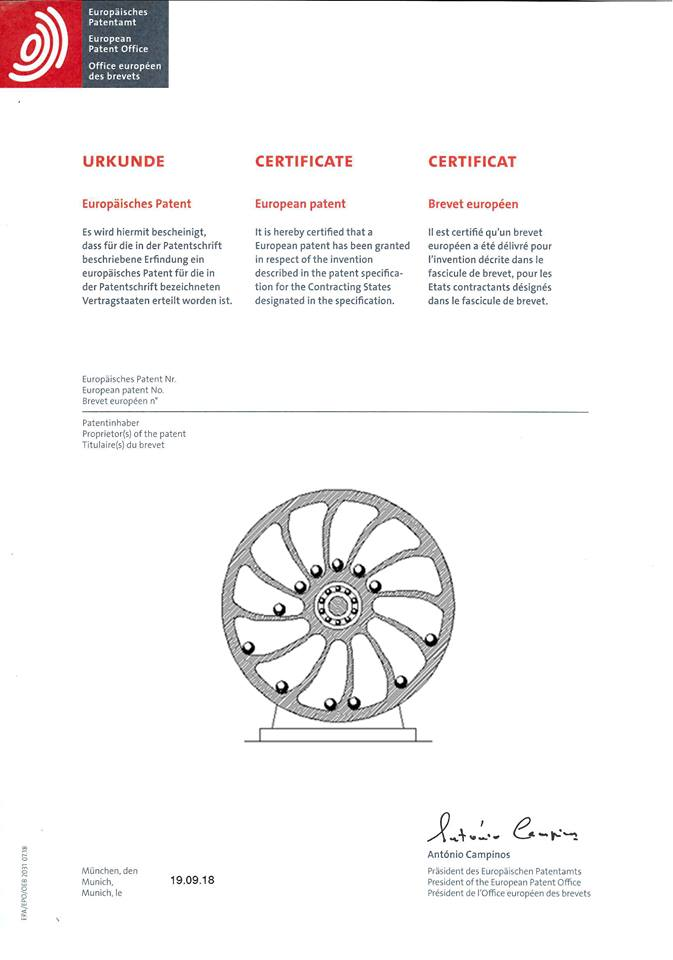 Europäisches
Patentamt
European
Patent Office
Office européen
des brevets
URKUNDE
Europäisches Patent
Es wird hiermit bescheinigt,
dass für die in der Patentschrift
beschriebene Erfindung ein
europäisches Patent für die in
der Patentschrift bezeichneten
Vertragstaaten erteilt worden ist.
CERTIFICATE
European patent
It is hereby certified that a
European patent has been granted
in respect of the invention
described in the patent specifica-
tion for the Contracting States
designated in the specification.
CERTIFICAT
Brevet européen
Il est certifié qu'un brevet
européen a été délivré pour
l'invention décrite dans le
fascicule de brevet, pour les
Etats contractants désignés
dans le fascicule de brevet.
Europäisches Patent Nr.
European patent No.
Brevet européen n°
Patentinhaber
Proprietor(s) of the patent
Titulaire(s) du brevet
António Campinos
António Campinos
Präsident des Europäischen Patentamts
President of the European Patent Office
Président de l'Office européen des brevets
München, den
Munich,
Munich, le
19.09.18
EPA/EPO/OEB 2031 07.18